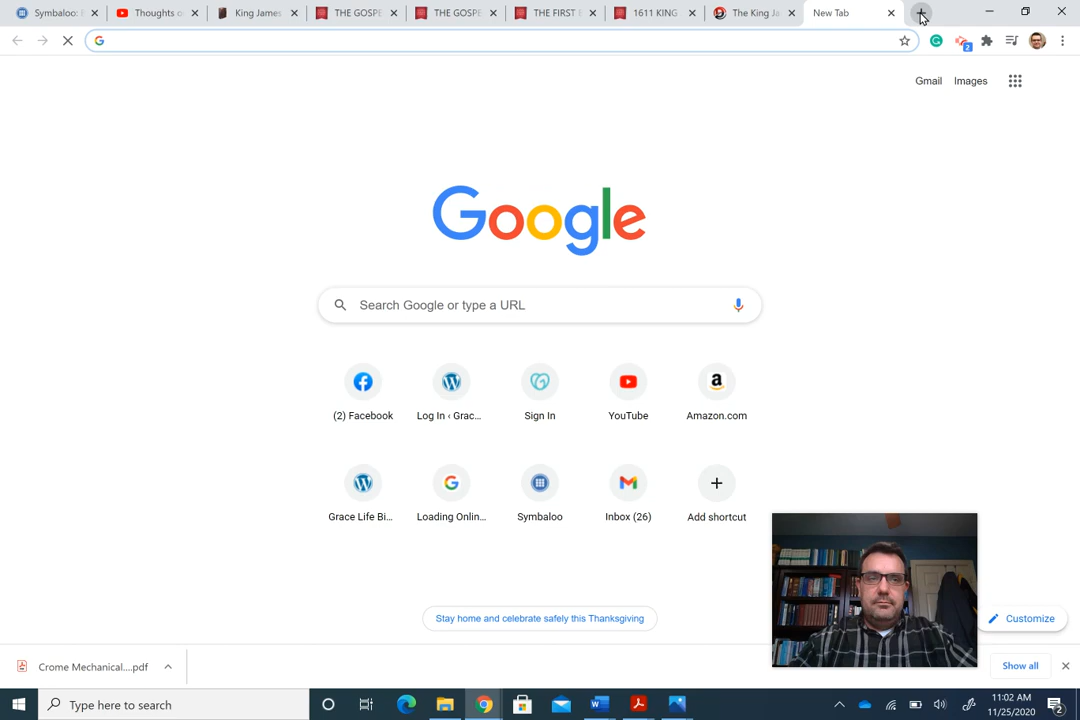 Symbaloo: F
Thoughts o
King James
THE GOSPE
THE GOSPE
THE FIRST
1611 KING
The King Ja
New Tab
Gmail
Images
2
Google
Search Google or type a URL
(2) Facebook
Log In ‹ Grac...
Sign In
YouTube
Amazon.com
Grace Life Bi...
Loading Onlin...
Symbaloo
Inbox (26)
Add shortcut
Stay home and celebrate safely this Thanksgiving
Customize
Crome Mechanical....pdf
Show all
Type here to search
11:02 AM
11/25/2020
2